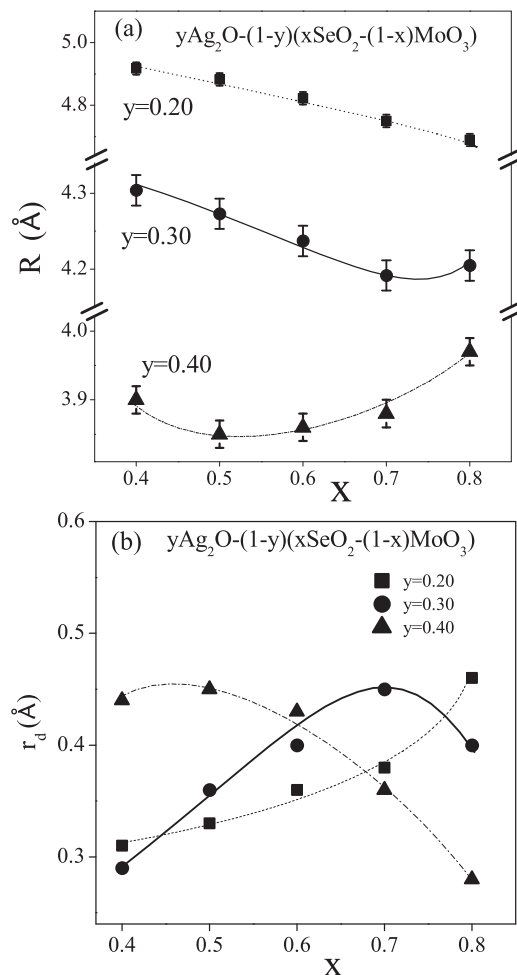 (a) yAg₂O-(1-y)(xSeO₂-(1-x)MoO₃)
5.0
y=0.20
4.8
4.3
y=0.30
4.2
R (Å)
4.0
y=0.40
3.9
0.4 0.5 0.6 0.7 0.8
X
0.6
(b) yAg₂O-(1-y)(xSeO₂-(1-x)MoO₃)
y=0.20
y=0.30
y=0.40
0.5
r_d (Å)
0.4
0.3
0.4 0.5 0.6 0.7 0.8
X